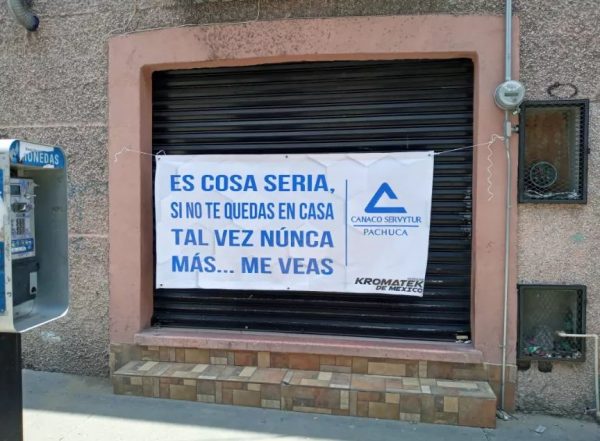 MONEDAS
ES COSA SERIA,
SI NO TE QUEDAS EN CASA
TAL VEZ NÚNCA
MÁS... ME VEAS
CANACO SERVYTUR
PACHUCA
KROMATEK
DE MEXICO